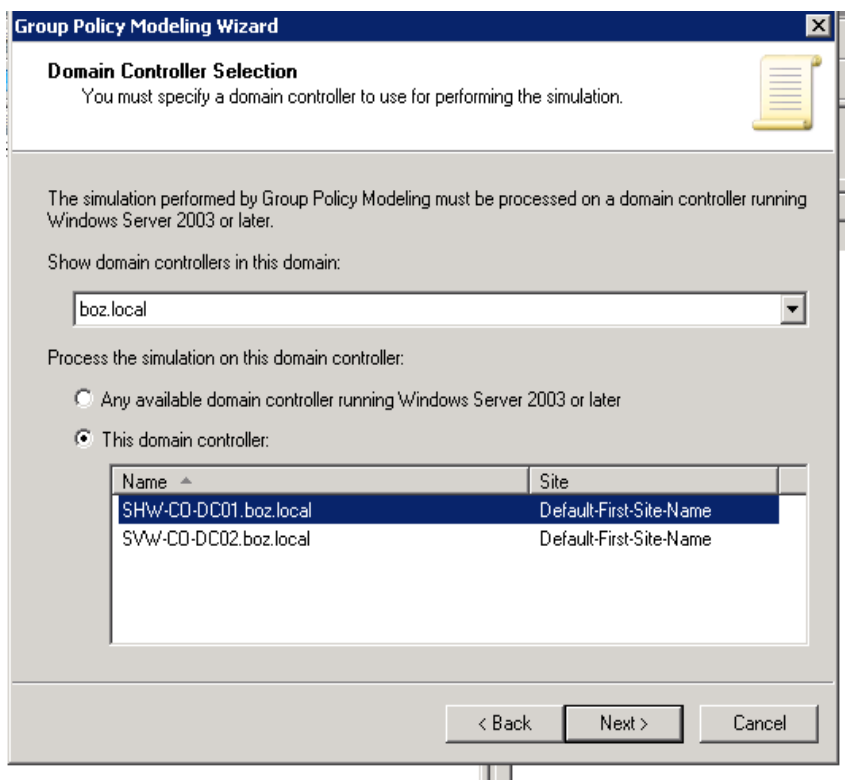 Group Policy Modeling Wizard
Domain Controller Selection
You must specify a domain controller to use for performing the simulation.
The simulation performed by Group Policy Modeling must be processed on a domain controller running
Windows Server 2003 or later.
Show domain controllers in this domain:
boz.local
Process the simulation on this domain controller:
Any available domain controller running Windows Server 2003 or later
This domain controller:
Name Site
SHW-CO-DC01.boz.local Default-First-Site-Name
SVW-CO-DC02.boz.local Default-First-Site-Name
< Back Next > Cancel